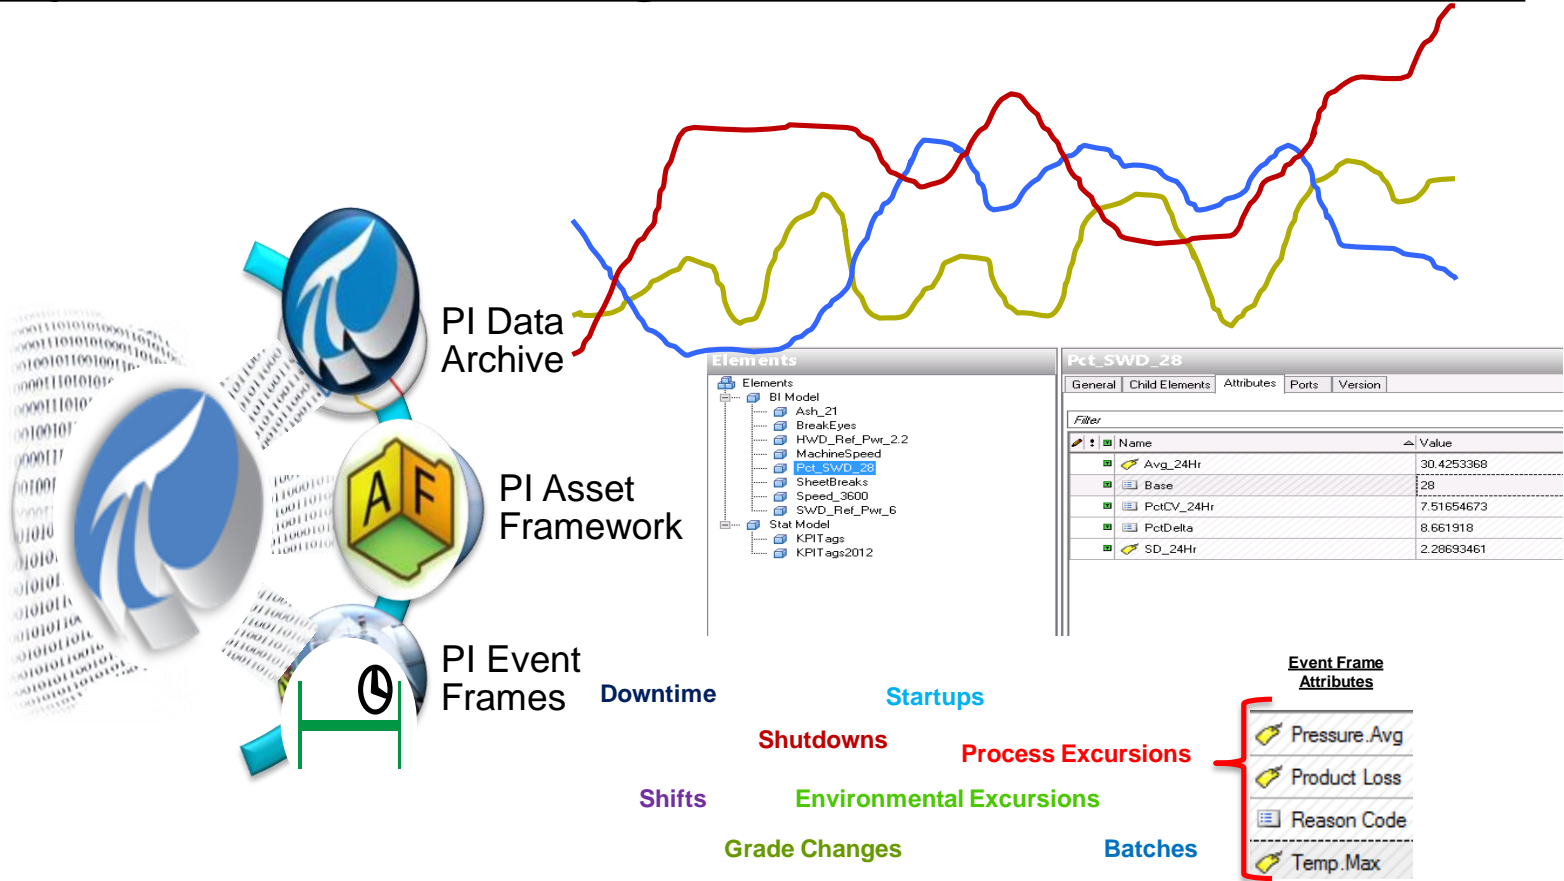 PI Data
Archive
PI Asset
Framework
PI Event
Frames
Elements
Elements
BI Model
Ash_21
BreakEyes
HWD_Ref_Pwr_2.2
MachineSpeed
Pct_SWD_28
SheetBreaks
Speed_3600
SWD_Ref_Pwr_6
Stat Model
KPITags
KPITags2012
Pct_SWD_28
General Child Elements Attributes Ports Version
Filter
Name Value
Avg_24Hr 30.4253368
Base 28
PctCV_24Hr 7.51654673
PctDelta 8.661918
SD_24Hr 2.28693461
Downtime
Startups
Shutdowns
Process Excursions
Shifts
Environmental Excursions
Grade Changes
Batches
Event Frame
Attributes
Pressure.Avg
Product Loss
Reason Code
Temp.Max